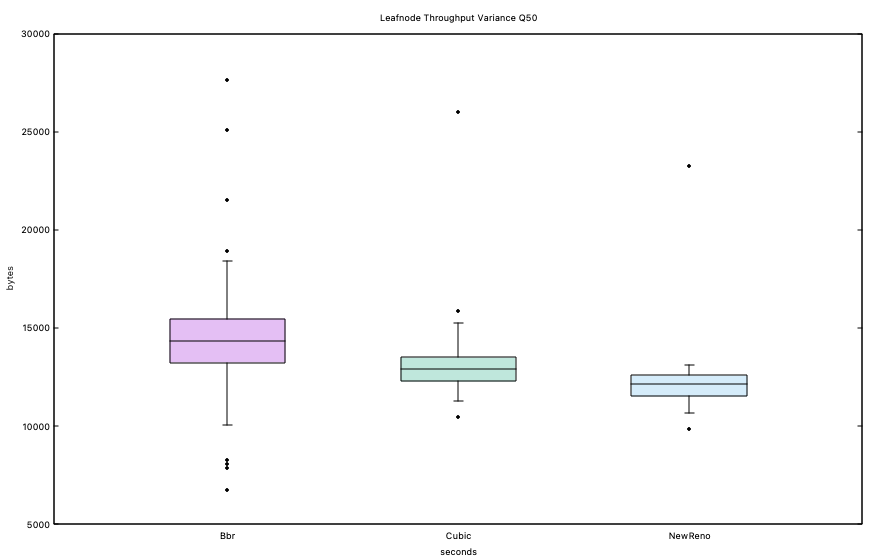 Leafnode Throughput Variance Q50
30000
25000
20000
15000
10000
5000
bytes
Bbr Cubic NewReno
seconds